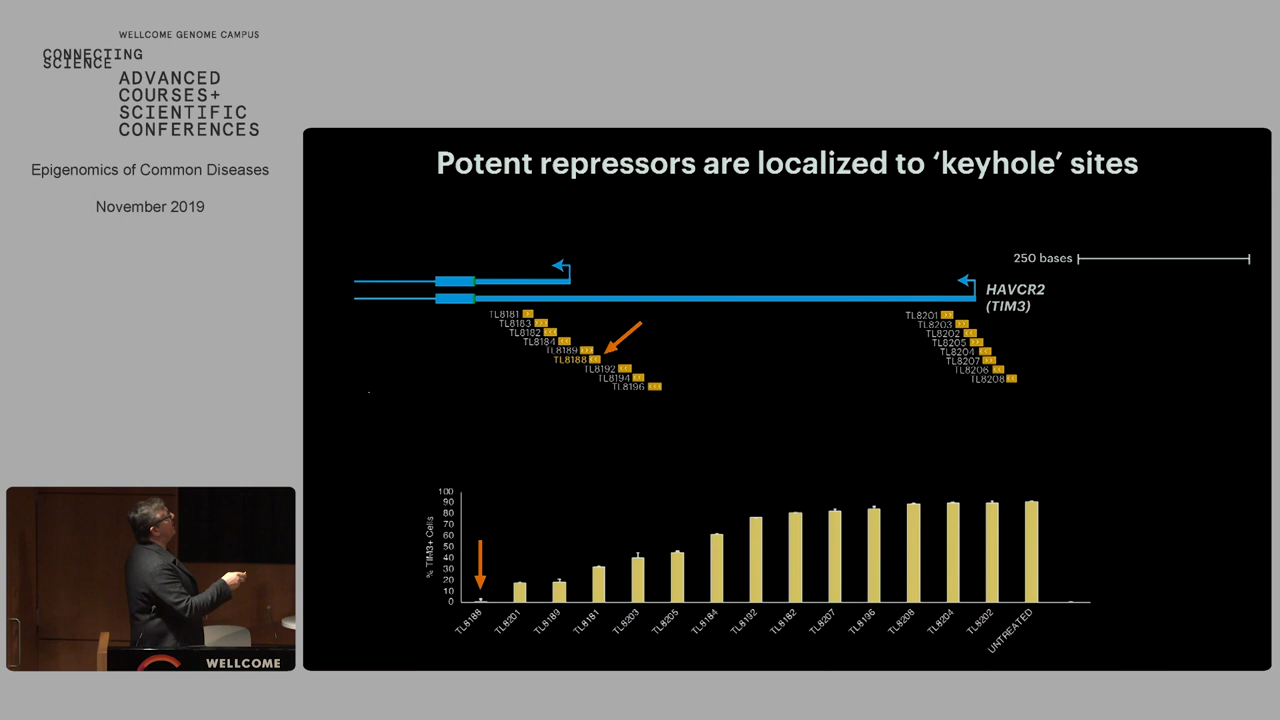 WELLCOME GENOME CAMPUS
CONNECTING
SCIENCE
ADVANCED
COURSES+
SCIENTIFIC
CONFERENCES
Epigenomics of Common Diseases
November 2019
Potent repressors are localized to ‘keyhole’ sites
250 bases
HAVCR2
(TIM3)
TL8181
TL8183
TL8182
TL8184
TL8189
TL8188
TL8192
TL8194
TL8196
TL8201
TL8203
TL8202
TL8205
TL8204
TL8207
TL8206
TL8208
% TIM3+ Cells
100
90
80
70
60
50
40
30
20
10
0
TL8188
TL8201
TL8189
TL8181
TL8203
TL8205
TL8184
TL8192
TL8182
TL8207
TL8196
TL8208
TL8204
TL8202
UNTREATED
WELLCOME